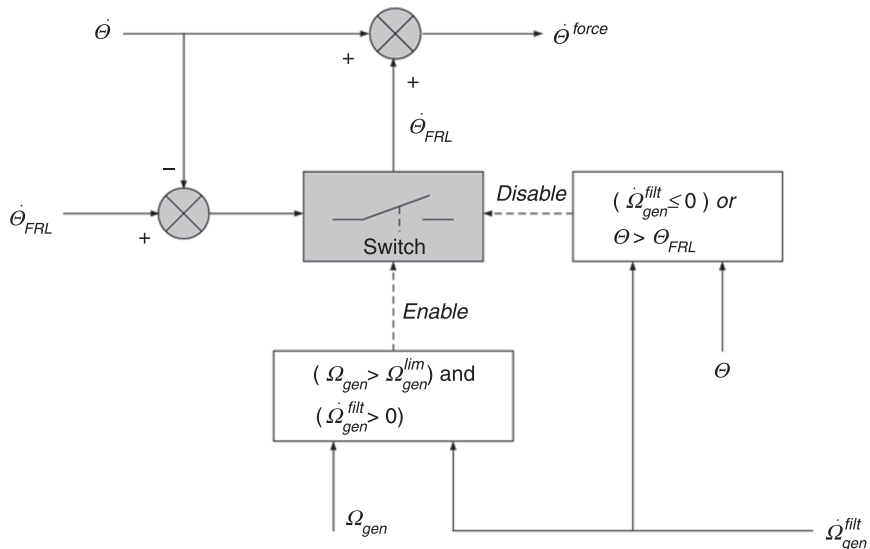 Θ̇
+
Θ̇^force
+
Θ̇_FRL
−
Θ̇_FRL
+
Switch
Disable
( Ω̇_gen^filt ≤ 0 ) or
Θ > Θ_FRL
Enable
( Ω_gen > Ω_gen^lim ) and
( Ω̇_gen^filt > 0)
Θ
Ω_gen
Ω̇_gen^filt